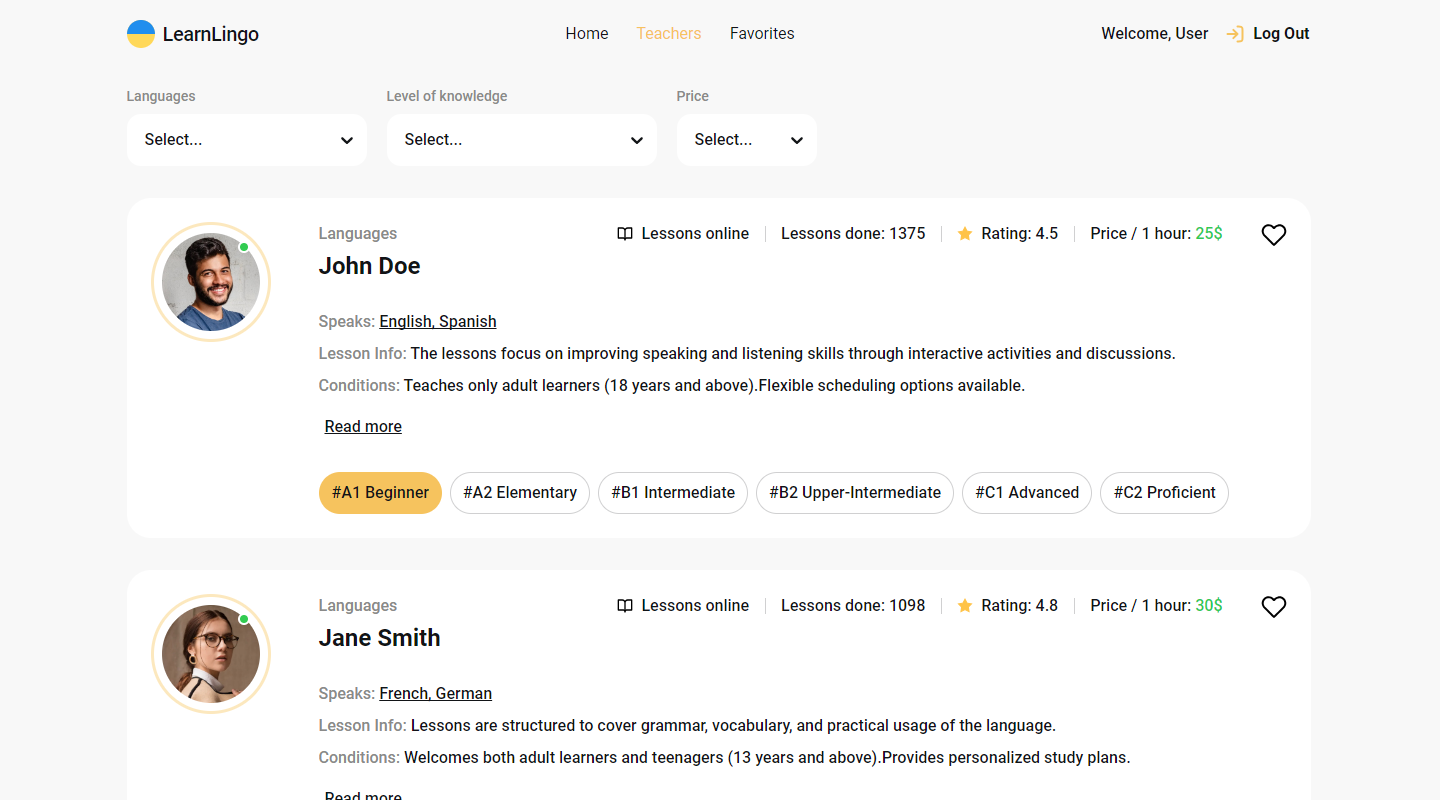 LearnLingo Home Teachers Favorites Welcome, User Log Out
Languages Level of knowledge Price
Select... Select... Select...
Languages Lessons online Lessons done: 1375 Rating: 4.5 Price / 1 hour: 25$
John Doe
Speaks: English, Spanish
Lesson Info: The lessons focus on improving speaking and listening skills through interactive activities and discussions.
Conditions: Teaches only adult learners (18 years and above).Flexible scheduling options available.
Read more
#A1 Beginner #A2 Elementary #B1 Intermediate #B2 Upper-Intermediate #C1 Advanced #C2 Proficient
Languages Lessons online Lessons done: 1098 Rating: 4.8 Price / 1 hour: 30$
Jane Smith
Speaks: French, German
Lesson Info: Lessons are structured to cover grammar, vocabulary, and practical usage of the language.
Conditions: Welcomes both adult learners and teenagers (13 years and above).Provides personalized study plans.
Read more